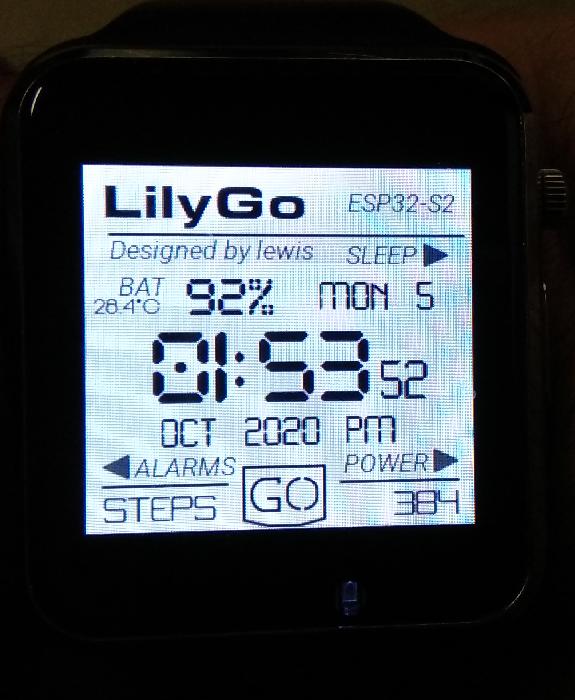 LilyGo ESP32-S2
Designed by lewis SLEEP
BAT 92% MON 5
28.4°C
01:53 52
OCT 2020 PM
ALARMS POWER
STEPS GO 384